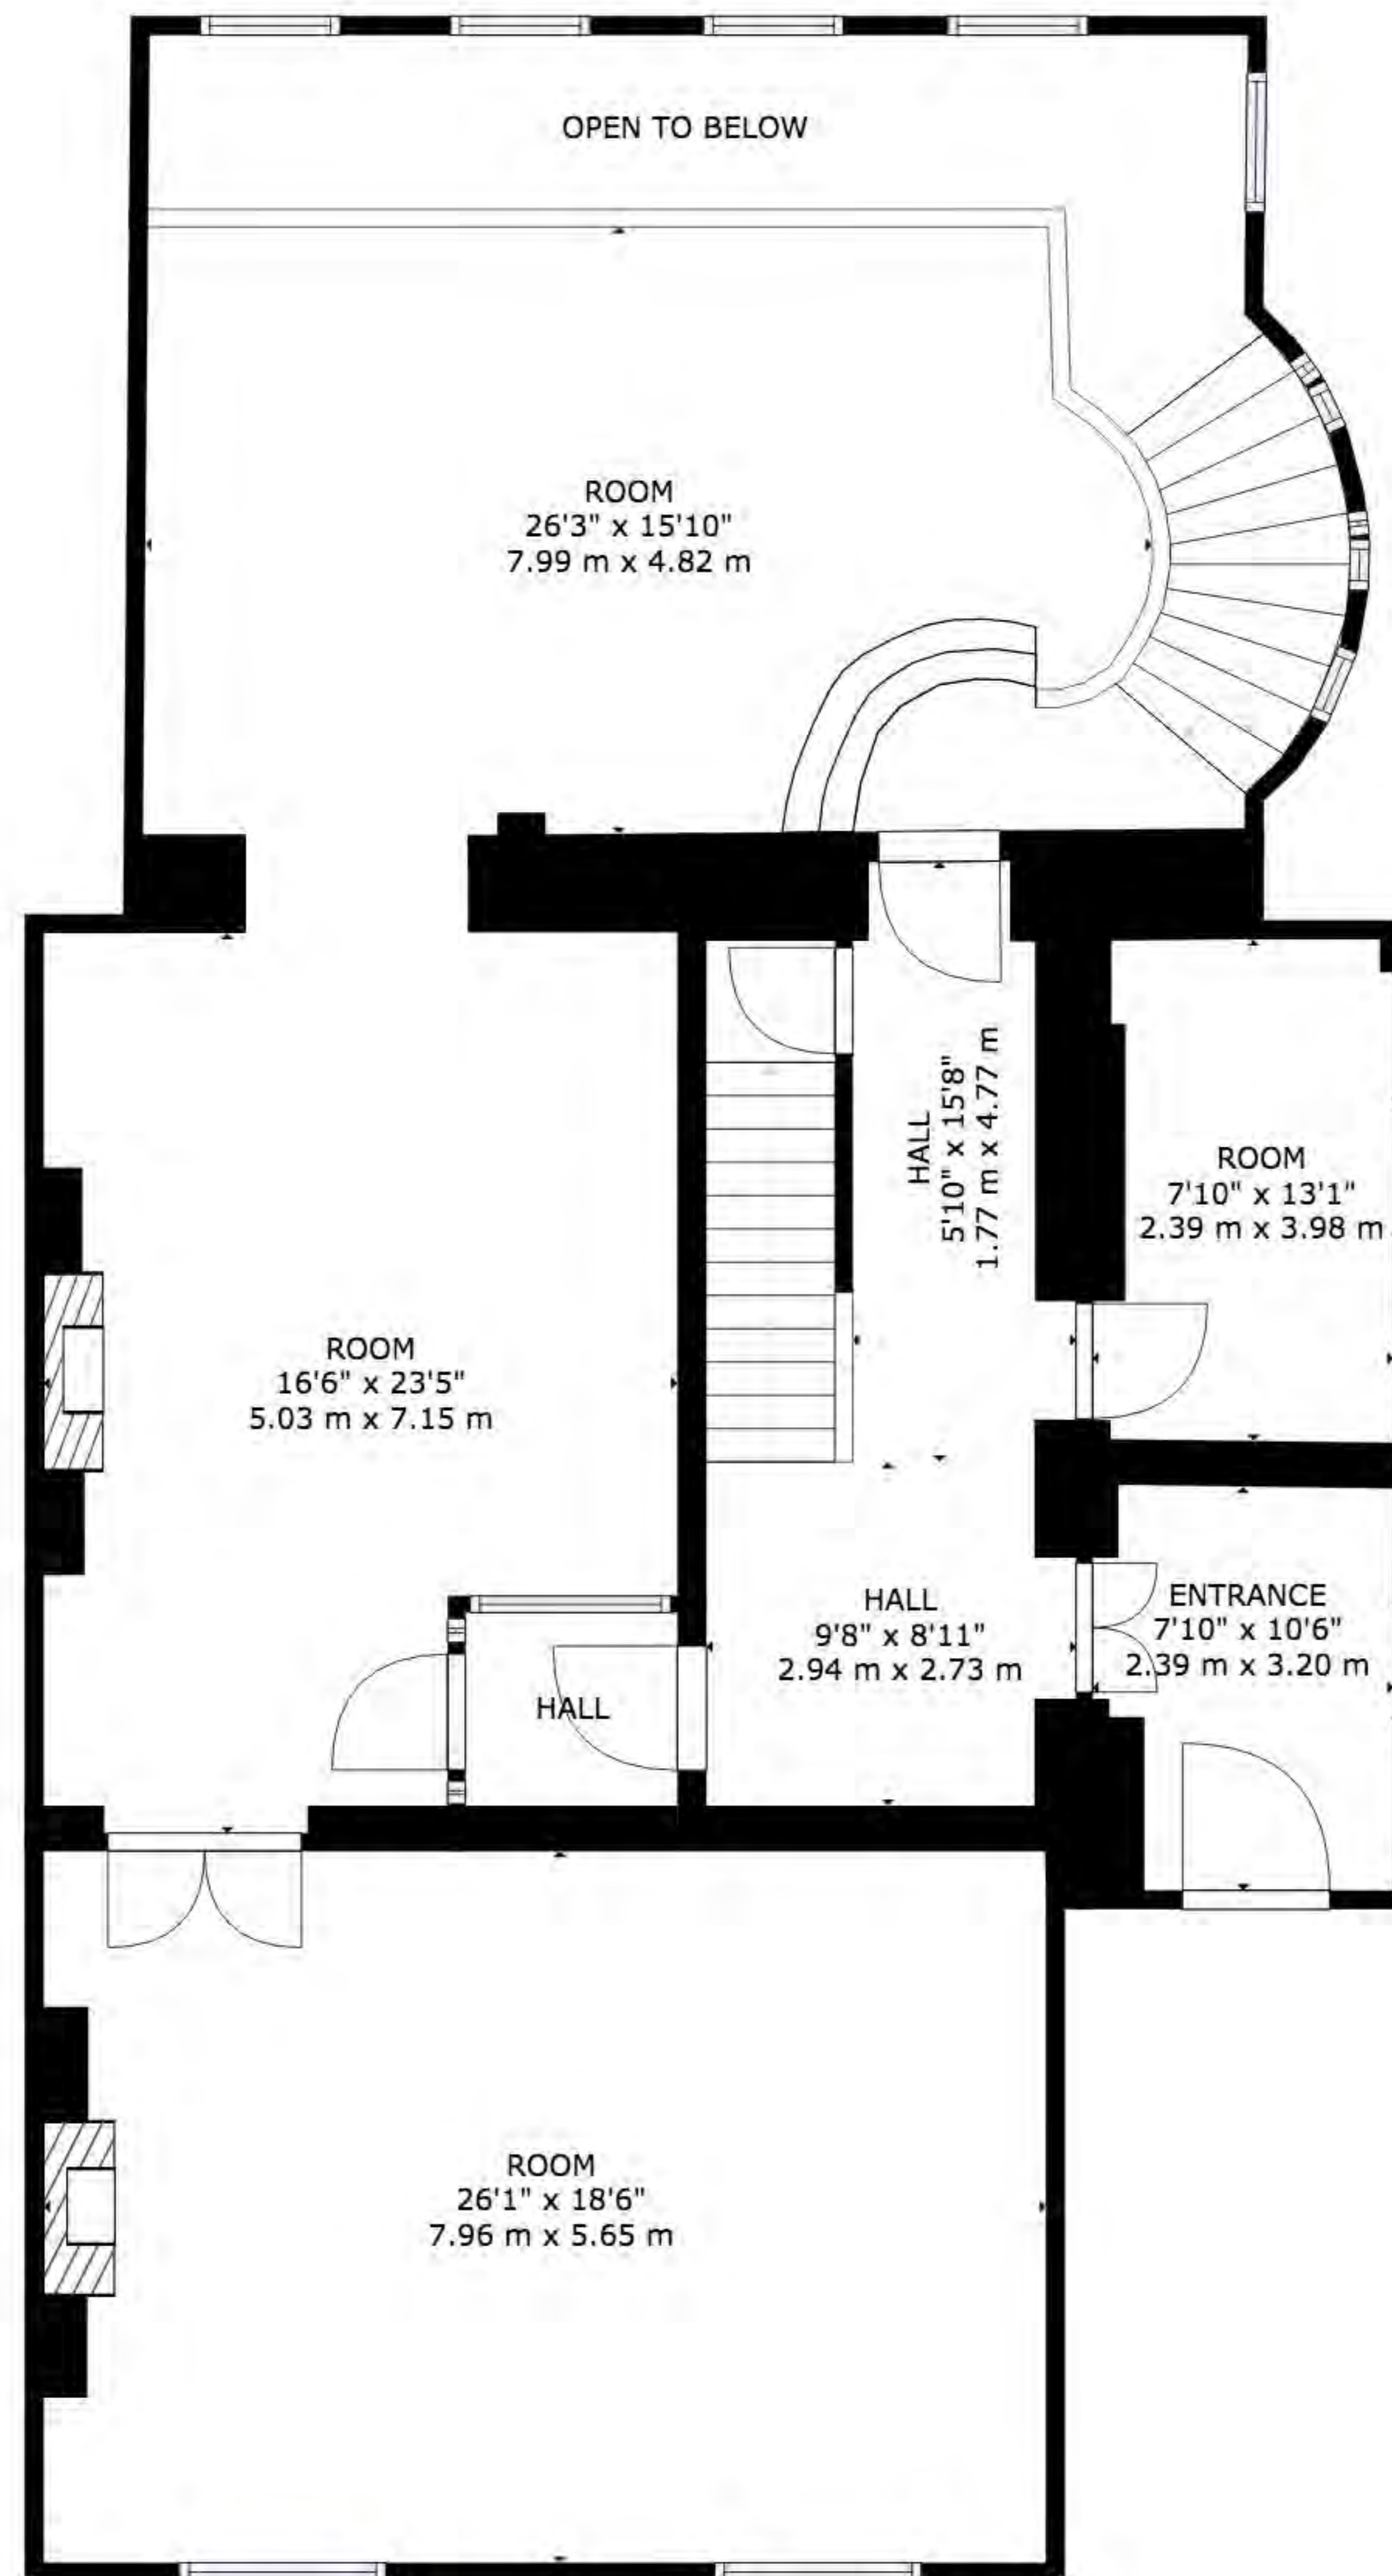 OPEN TO BELOW
ROOM
26'3" x 15'10"
7.99 m x 4.82 m
HALL
5'10" x 15'8"
1.77 m x 4.77 m
ROOM
7'10" x 13'1"
2.39 m x 3.98 m
ROOM
16'6" x 23'5"
5.03 m x 7.15 m
HALL
9'8" x 8'11"
2.94 m x 2.73 m
ENTRANCE
7'10" x 10'6"
2.39 m x 3.20 m
HALL
ROOM
26'1" x 18'6"
7.96 m x 5.65 m